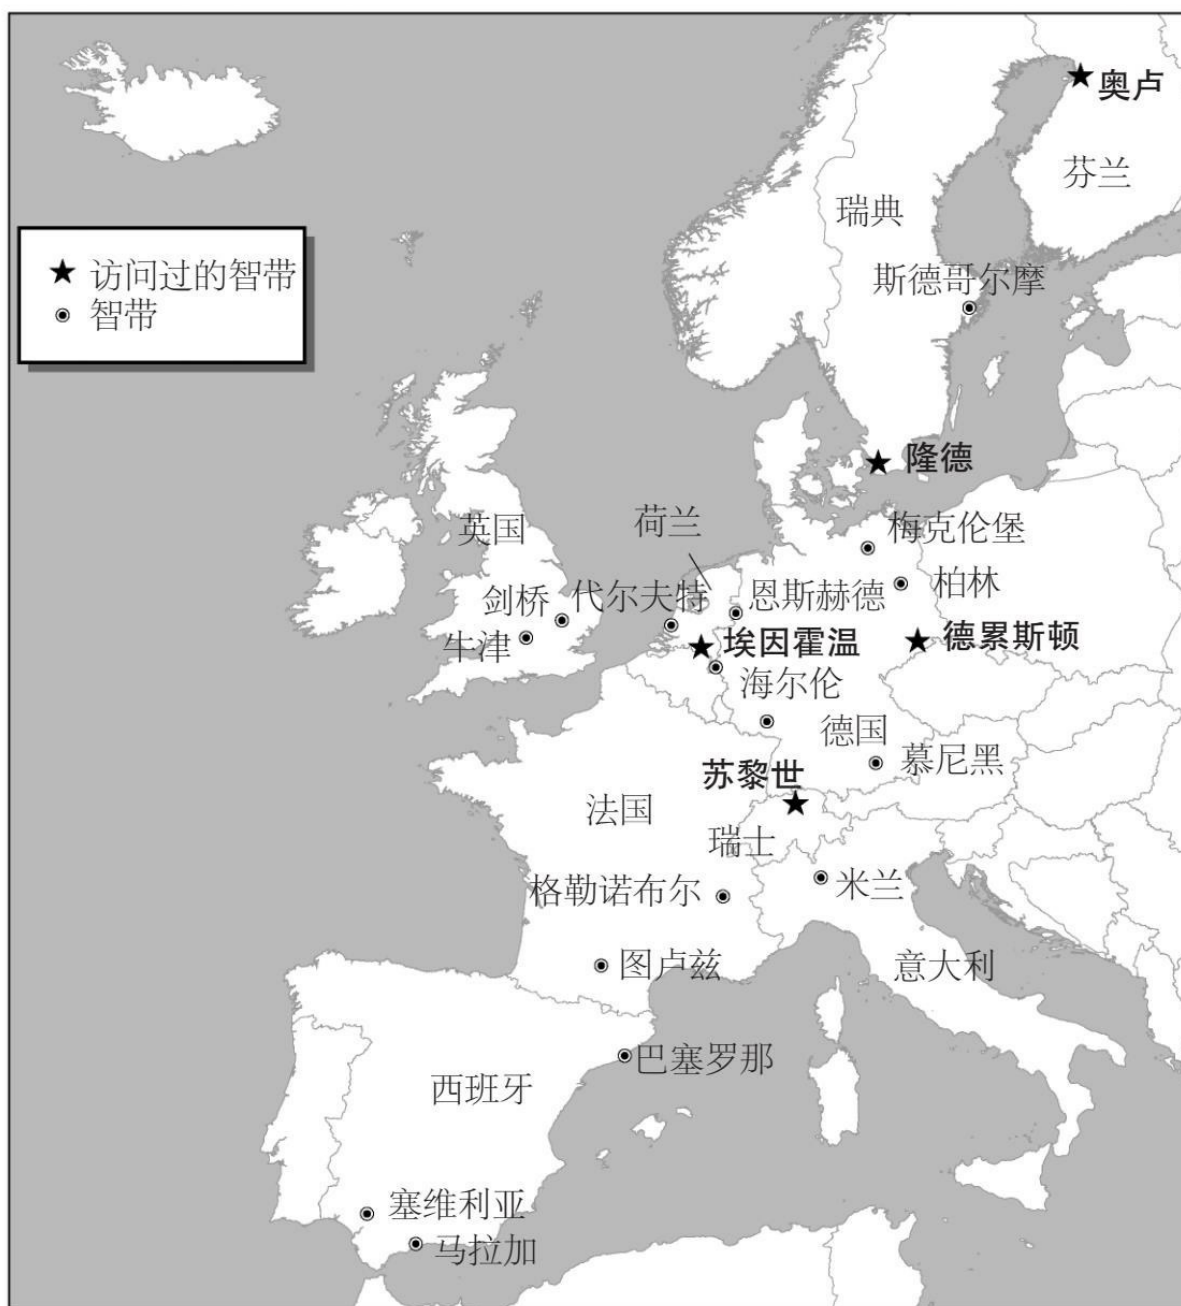 奥卢
芬兰
瑞典
访问过的智带
智带
斯德哥尔摩
隆德
荷兰
英国
梅克伦堡
柏林
剑桥
代尔夫特
恩斯赫德
牛津
埃因霍温
德累斯顿
海尔伦
德国
慕尼黑
苏黎世
法国
瑞士
格勒诺布尔
米兰
图卢兹
意大利
巴塞罗那
西班牙
塞维利亚
马拉加